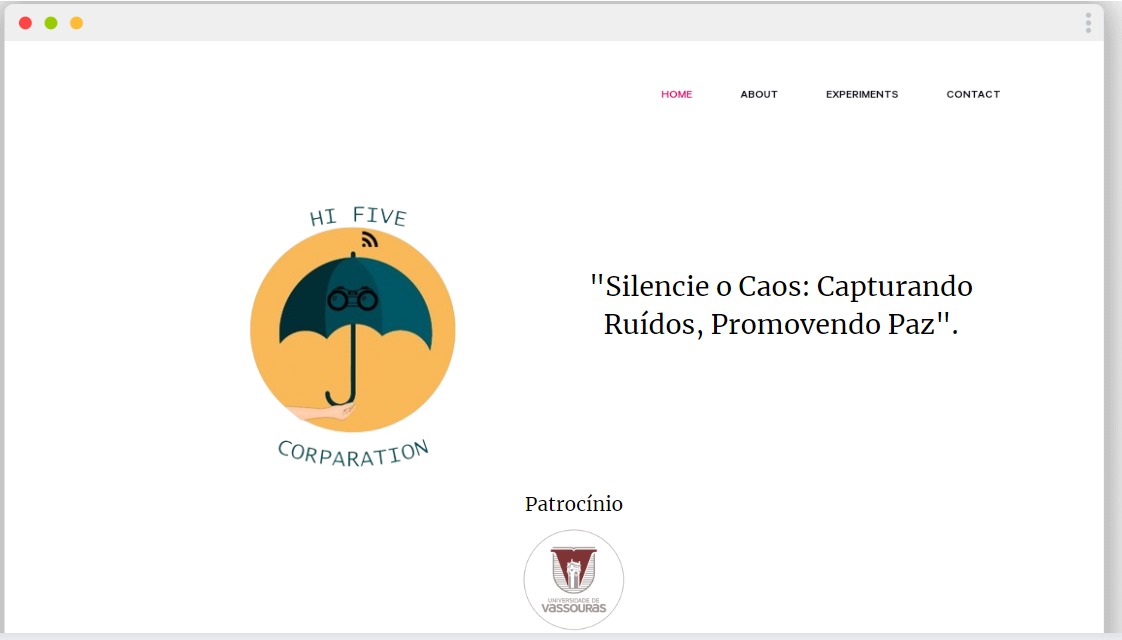 HOME ABOUT EXPERIMENTS CONTACT
HI FIVE
CORPARATION
"Silencie o Caos: Capturando
Ruídos, Promovendo Paz".
Patrocínio
UNIVERSIDADE DE
VASSOURAS